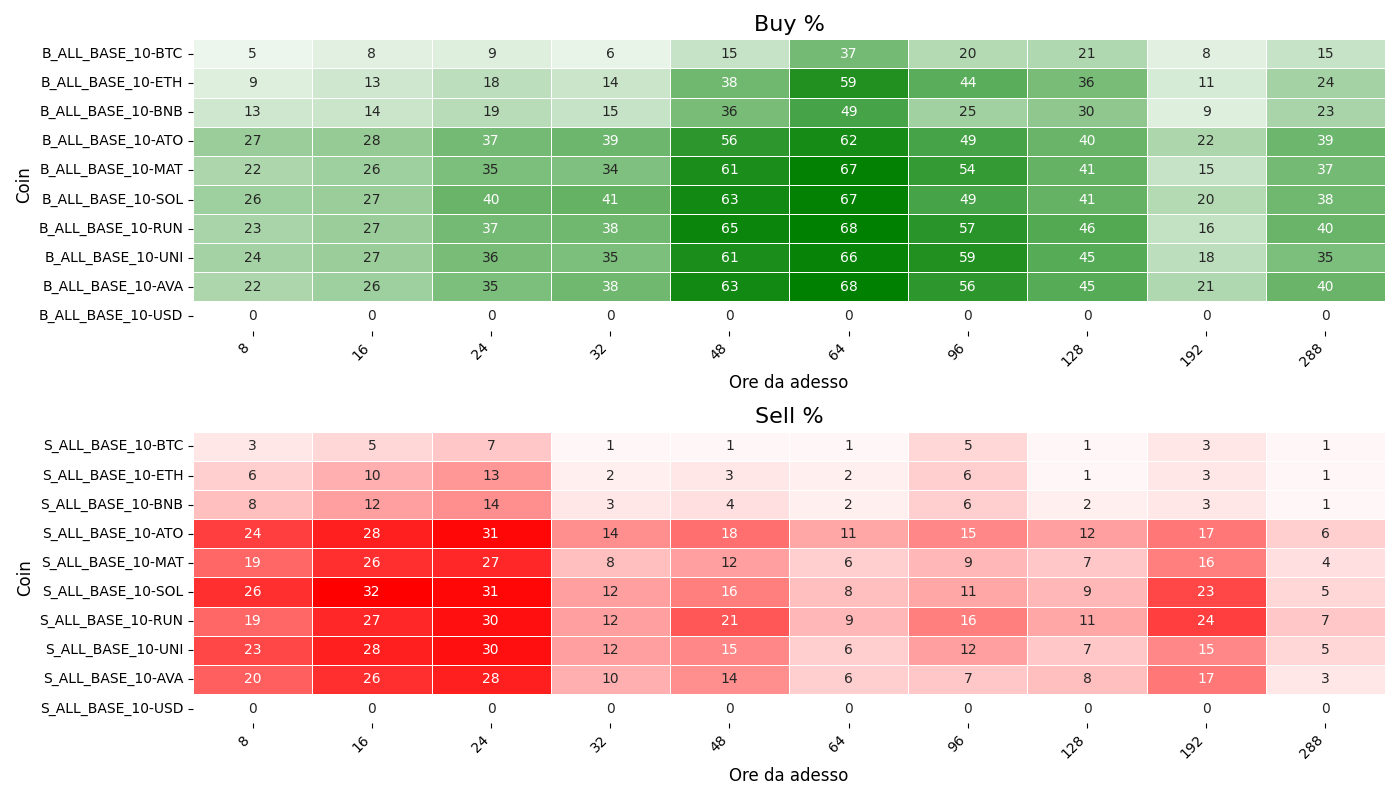 Buy %
Coin
B_ALL_BASE_10-BTC 5 8 9 6 15 37 20 21 8 15
B_ALL_BASE_10-ETH 9 13 18 14 38 59 44 36 11 24
B_ALL_BASE_10-BNB 13 14 19 15 36 49 25 30 9 23
B_ALL_BASE_10-ATO 27 28 37 39 56 62 49 40 22 39
B_ALL_BASE_10-MAT 22 26 35 34 61 67 54 41 15 37
B_ALL_BASE_10-SOL 26 27 40 41 63 67 49 41 20 38
B_ALL_BASE_10-RUN 23 27 37 38 65 68 57 46 16 40
B_ALL_BASE_10-UNI 24 27 36 35 61 66 59 45 18 35
B_ALL_BASE_10-AVA 22 26 35 38 63 68 56 45 21 40
B_ALL_BASE_10-USD 0 0 0 0 0 0 0 0 0 0
8 16 24 32 48 64 96 128 192 288
Ore da adesso
Sell %
Coin
S_ALL_BASE_10-BTC 3 5 7 1 1 1 5 1 3 1
S_ALL_BASE_10-ETH 6 10 13 2 3 2 6 1 3 1
S_ALL_BASE_10-BNB 8 12 14 3 4 2 6 2 3 1
S_ALL_BASE_10-ATO 24 28 31 14 18 11 15 12 17 6
S_ALL_BASE_10-MAT 19 26 27 8 12 6 9 7 16 4
S_ALL_BASE_10-SOL 26 32 31 12 16 8 11 9 23 5
S_ALL_BASE_10-RUN 19 27 30 12 21 9 16 11 24 7
S_ALL_BASE_10-UNI 23 28 30 12 15 6 12 7 15 5
S_ALL_BASE_10-AVA 20 26 28 10 14 6 7 8 17 3
S_ALL_BASE_10-USD 0 0 0 0 0 0 0 0 0 0
8 16 24 32 48 64 96 128 192 288
Ore da adesso